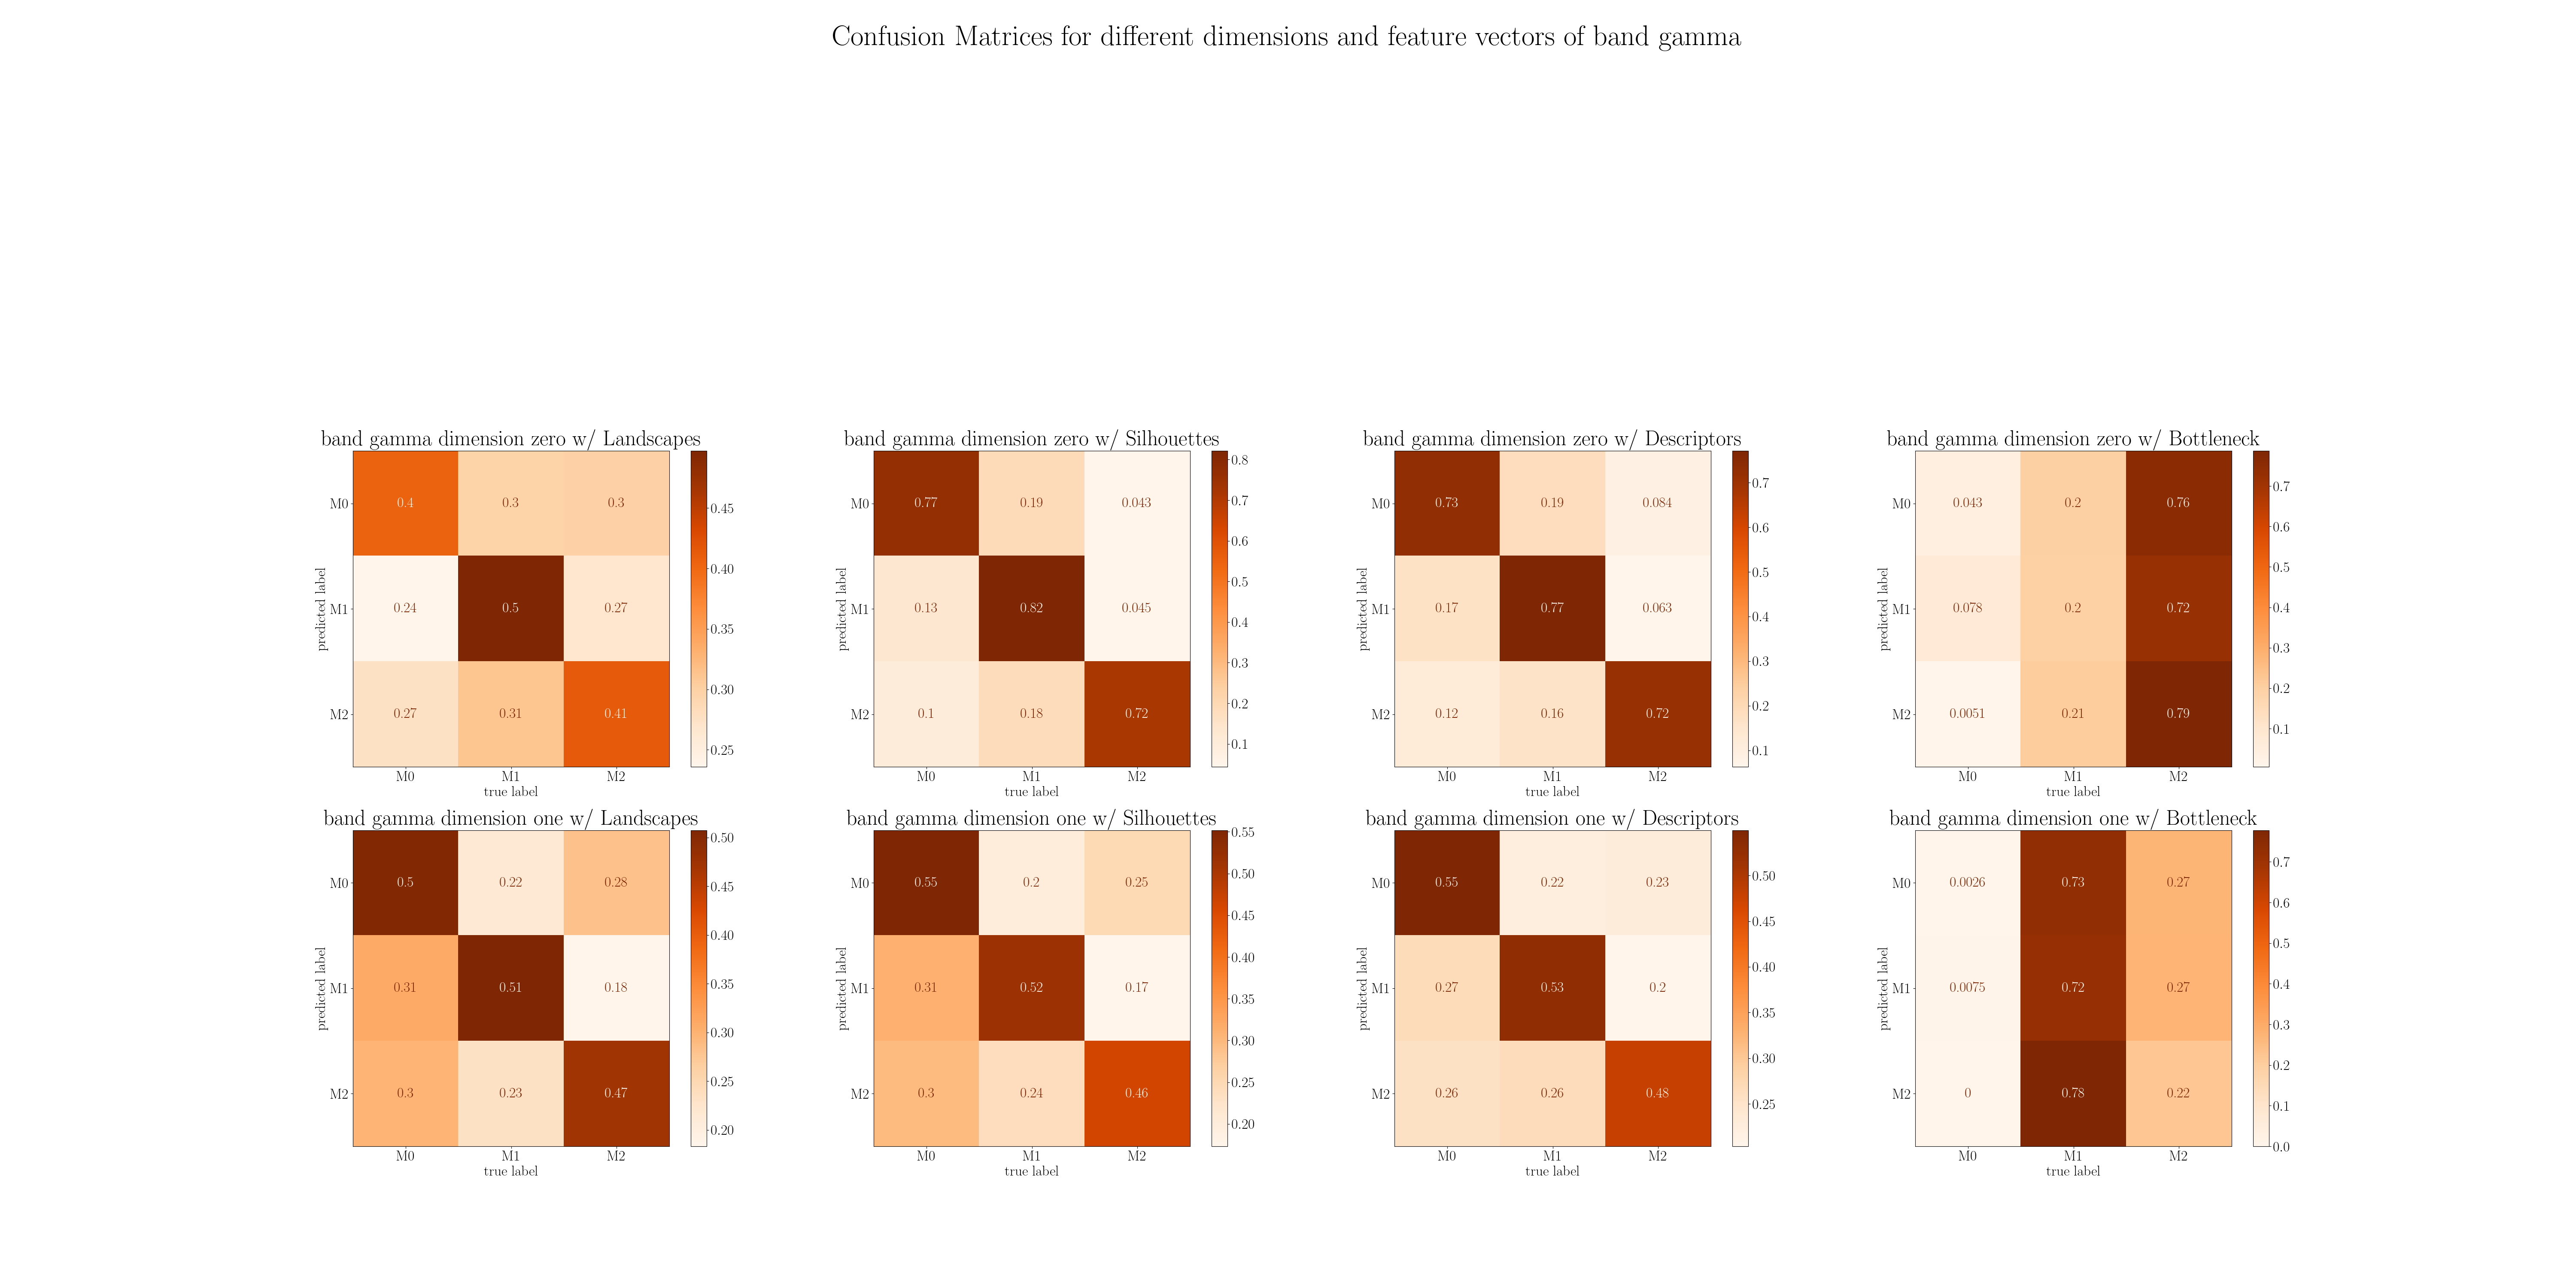 Confusion Matrices for different dimensions and feature vectors of band gamma
band gamma dimension zero w/ Landscapes
predicted label
M0 0.4 0.3 0.3
M1 0.24 0.5 0.27
M2 0.27 0.31 0.41
M0 M1 M2
true label
0.45
0.40
0.35
0.30
0.25
band gamma dimension zero w/ Silhouettes
predicted label
M0 0.77 0.19 0.043
M1 0.13 0.82 0.045
M2 0.1 0.18 0.72
M0 M1 M2
true label
0.8
0.7
0.6
0.5
0.4
0.3
0.2
0.1
band gamma dimension zero w/ Descriptors
predicted label
M0 0.73 0.19 0.084
M1 0.17 0.77 0.063
M2 0.12 0.16 0.72
M0 M1 M2
true label
0.7
0.6
0.5
0.4
0.3
0.2
0.1
band gamma dimension zero w/ Bottleneck
predicted label
M0 0.043 0.2 0.76
M1 0.078 0.2 0.72
M2 0.0051 0.21 0.79
M0 M1 M2
true label
0.7
0.6
0.5
0.4
0.3
0.2
0.1
band gamma dimension one w/ Landscapes
predicted label
M0 0.5 0.22 0.28
M1 0.31 0.51 0.18
M2 0.3 0.23 0.47
M0 M1 M2
true label
0.50
0.45
0.40
0.35
0.30
0.25
0.20
band gamma dimension one w/ Silhouettes
predicted label
M0 0.55 0.2 0.25
M1 0.31 0.52 0.17
M2 0.3 0.24 0.46
M0 M1 M2
true label
0.55
0.50
0.45
0.40
0.35
0.30
0.25
0.20
band gamma dimension one w/ Descriptors
predicted label
M0 0.55 0.22 0.23
M1 0.27 0.53 0.2
M2 0.26 0.26 0.48
M0 M1 M2
true label
0.50
0.45
0.40
0.35
0.30
0.25
band gamma dimension one w/ Bottleneck
predicted label
M0 0.0026 0.73 0.27
M1 0.0075 0.72 0.27
M2 0 0.78 0.22
M0 M1 M2
true label
0.7
0.6
0.5
0.4
0.3
0.2
0.1
0.0